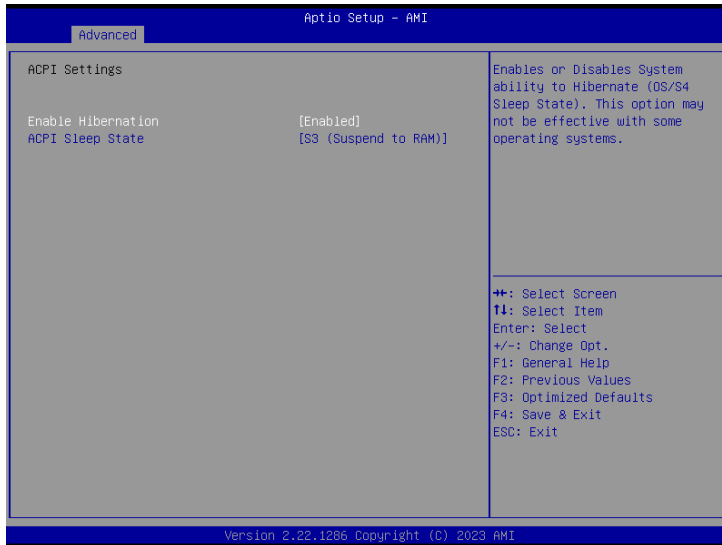 Aptio Setup – AMI
Advanced
ACPI Settings
Enable Hibernation [Enabled]
ACPI Sleep State [S3 (Suspend to RAM)]
Enables or Disables System
ability to Hibernate (OS/S4
Sleep State). This option may
not be effective with some
operating systems.
→←: Select Screen
↑↓: Select Item
Enter: Select
+/-: Change Opt.
F1: General Help
F2: Previous Values
F3: Optimized Defaults
F4: Save & Exit
ESC: Exit
Version 2.22.1286 Copyright (C) 2023 AMI